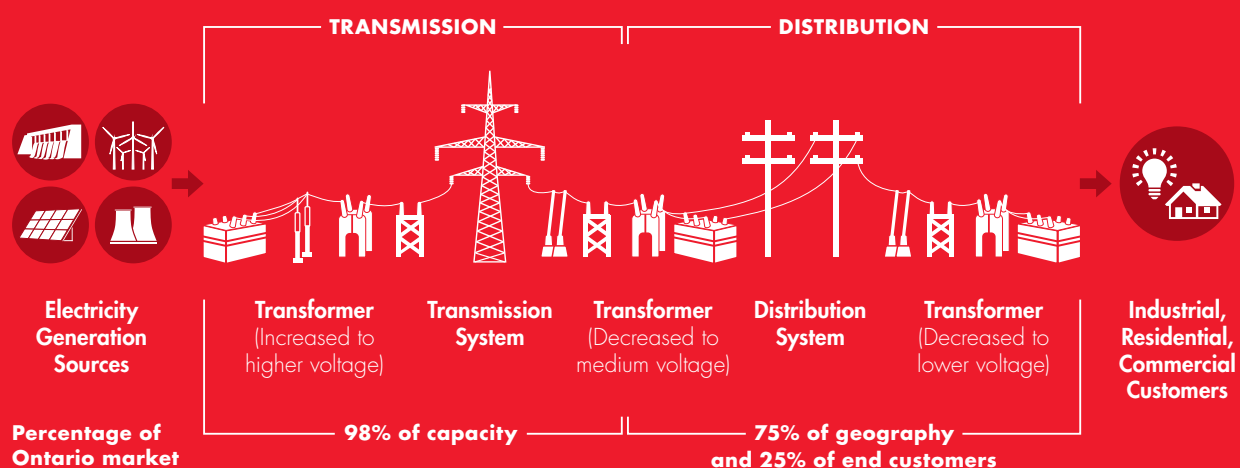 TRANSMISSION
DISTRIBUTION
Electricity
Generation
Sources
Transformer
(Increased to
higher voltage)
Transmission
System
Transformer
(Decreased to
medium voltage)
Distribution
System
Transformer
(Decreased to
lower voltage)
Industrial,
Residential,
Commercial
Customers
Percentage of
Ontario market
98% of capacity
75% of geography
and 25% of end customers